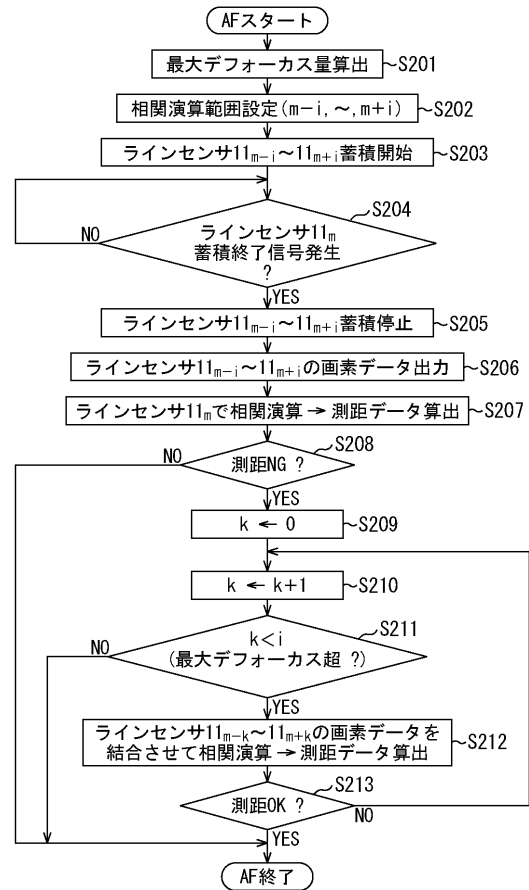 AFスタート
最大デフォーカス量算出 S201
相関演算範囲設定(m−i,~,m+i) S202
ラインセンサ11m−i~11m+i蓄積開始 S203
S204
NO
ラインセンサ11m
蓄積終了信号発生
?
YES
ラインセンサ11m−i~11m+i蓄積停止 S205
ラインセンサ11m−i~11m+iの画素データ出力 S206
ラインセンサ11mで相関演算→測距データ算出 S207
S208
NO
測距NG ?
YES
k ← 0 S209
k ← k+1 S210
S211
NO
k<i
(最大デフォーカス超 ?)
YES
ラインセンサ11m−k~11m+kの画素データを
結合させて相関演算→測距データ算出 S212
S213
測距OK ?
NO
YES
AF終了